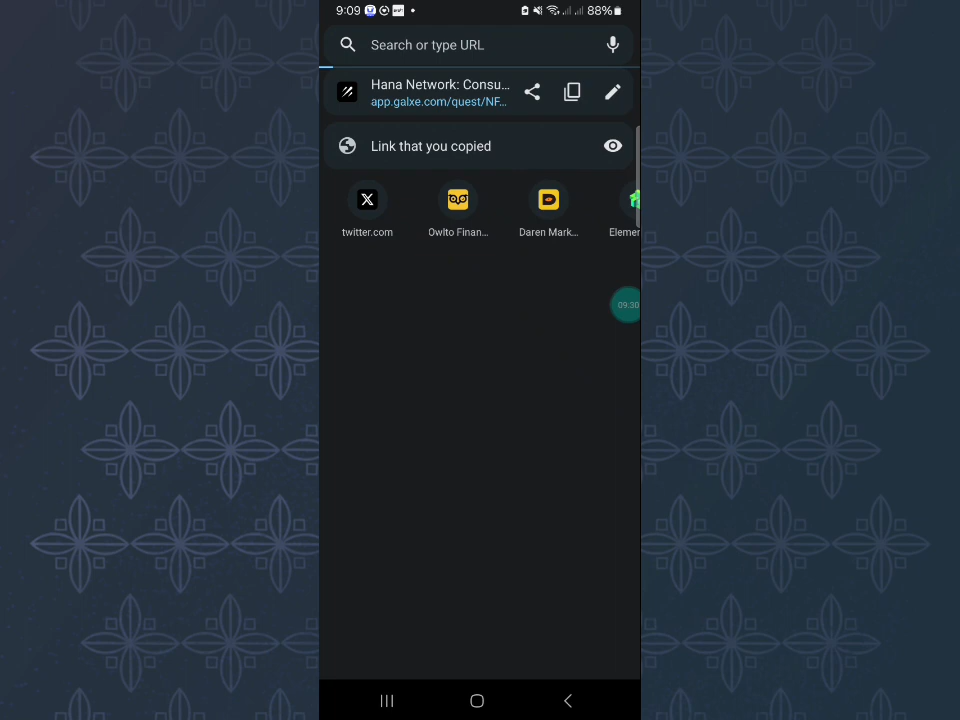 9:09
88%
Search or type URL
Hana Network: Consu...
app.galxe.com/quest/NF...
Link that you copied
twitter.com
Owlto Finan...
Daren Mark...
Elemen
09:30